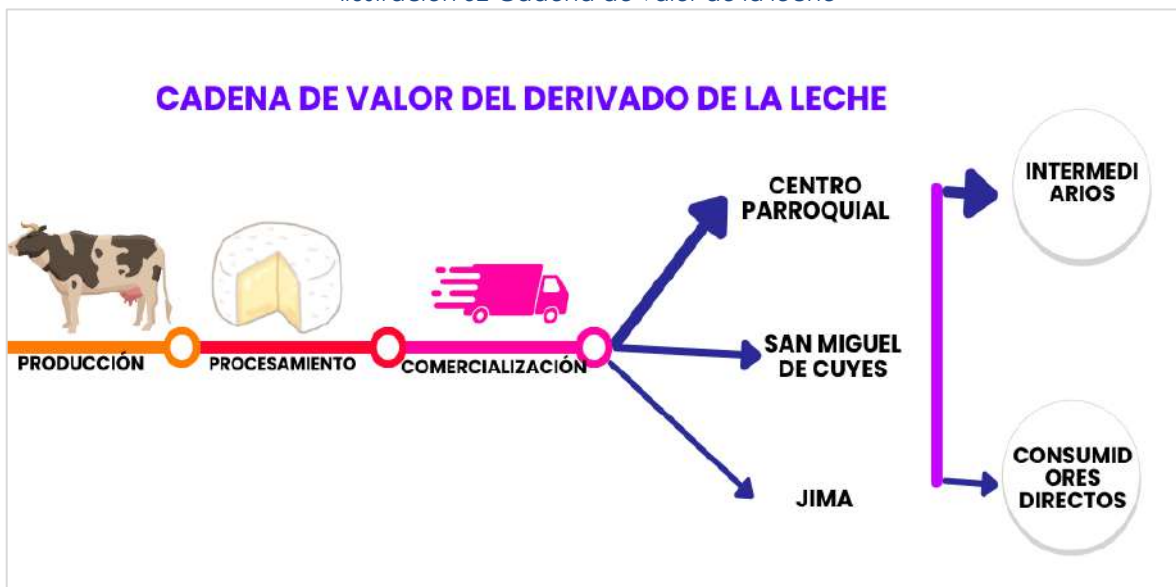 CADENA DE VALOR DEL DERIVADO DE LA LECHE
PRODUCCIÓN
PROCESAMIENTO
COMERCIALIZACIÓN
CENTRO
PARROQUIAL
SAN MIGUEL
DE CUYES
JIMA
INTERMEDI
ARIOS
CONSUMID
ORES
DIRECTOS